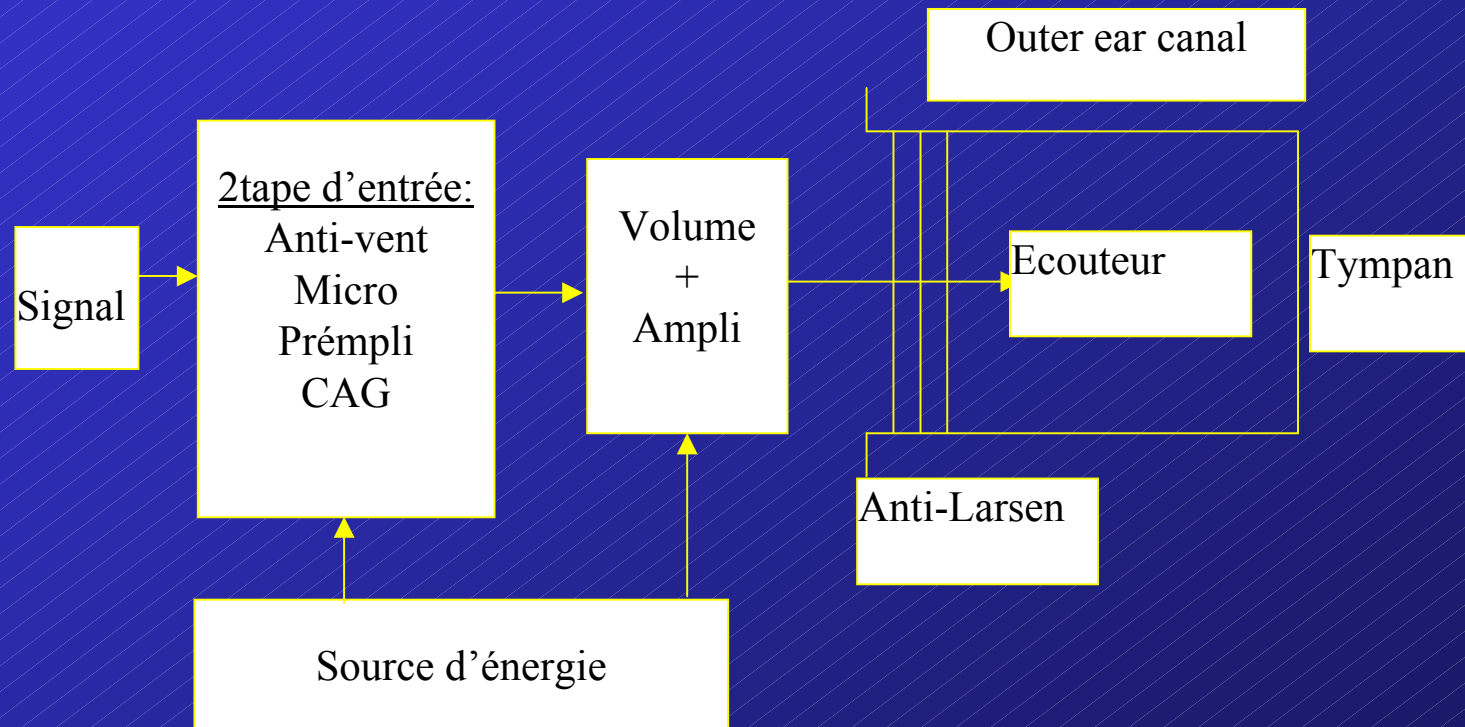 Outer ear canal
Signal
2tape d’entrée:
Anti-vent
Micro
Prémpli
CAG
Volume
+
Ampli
Ecouteur
Tympan
Anti-Larsen
Source d’énergie